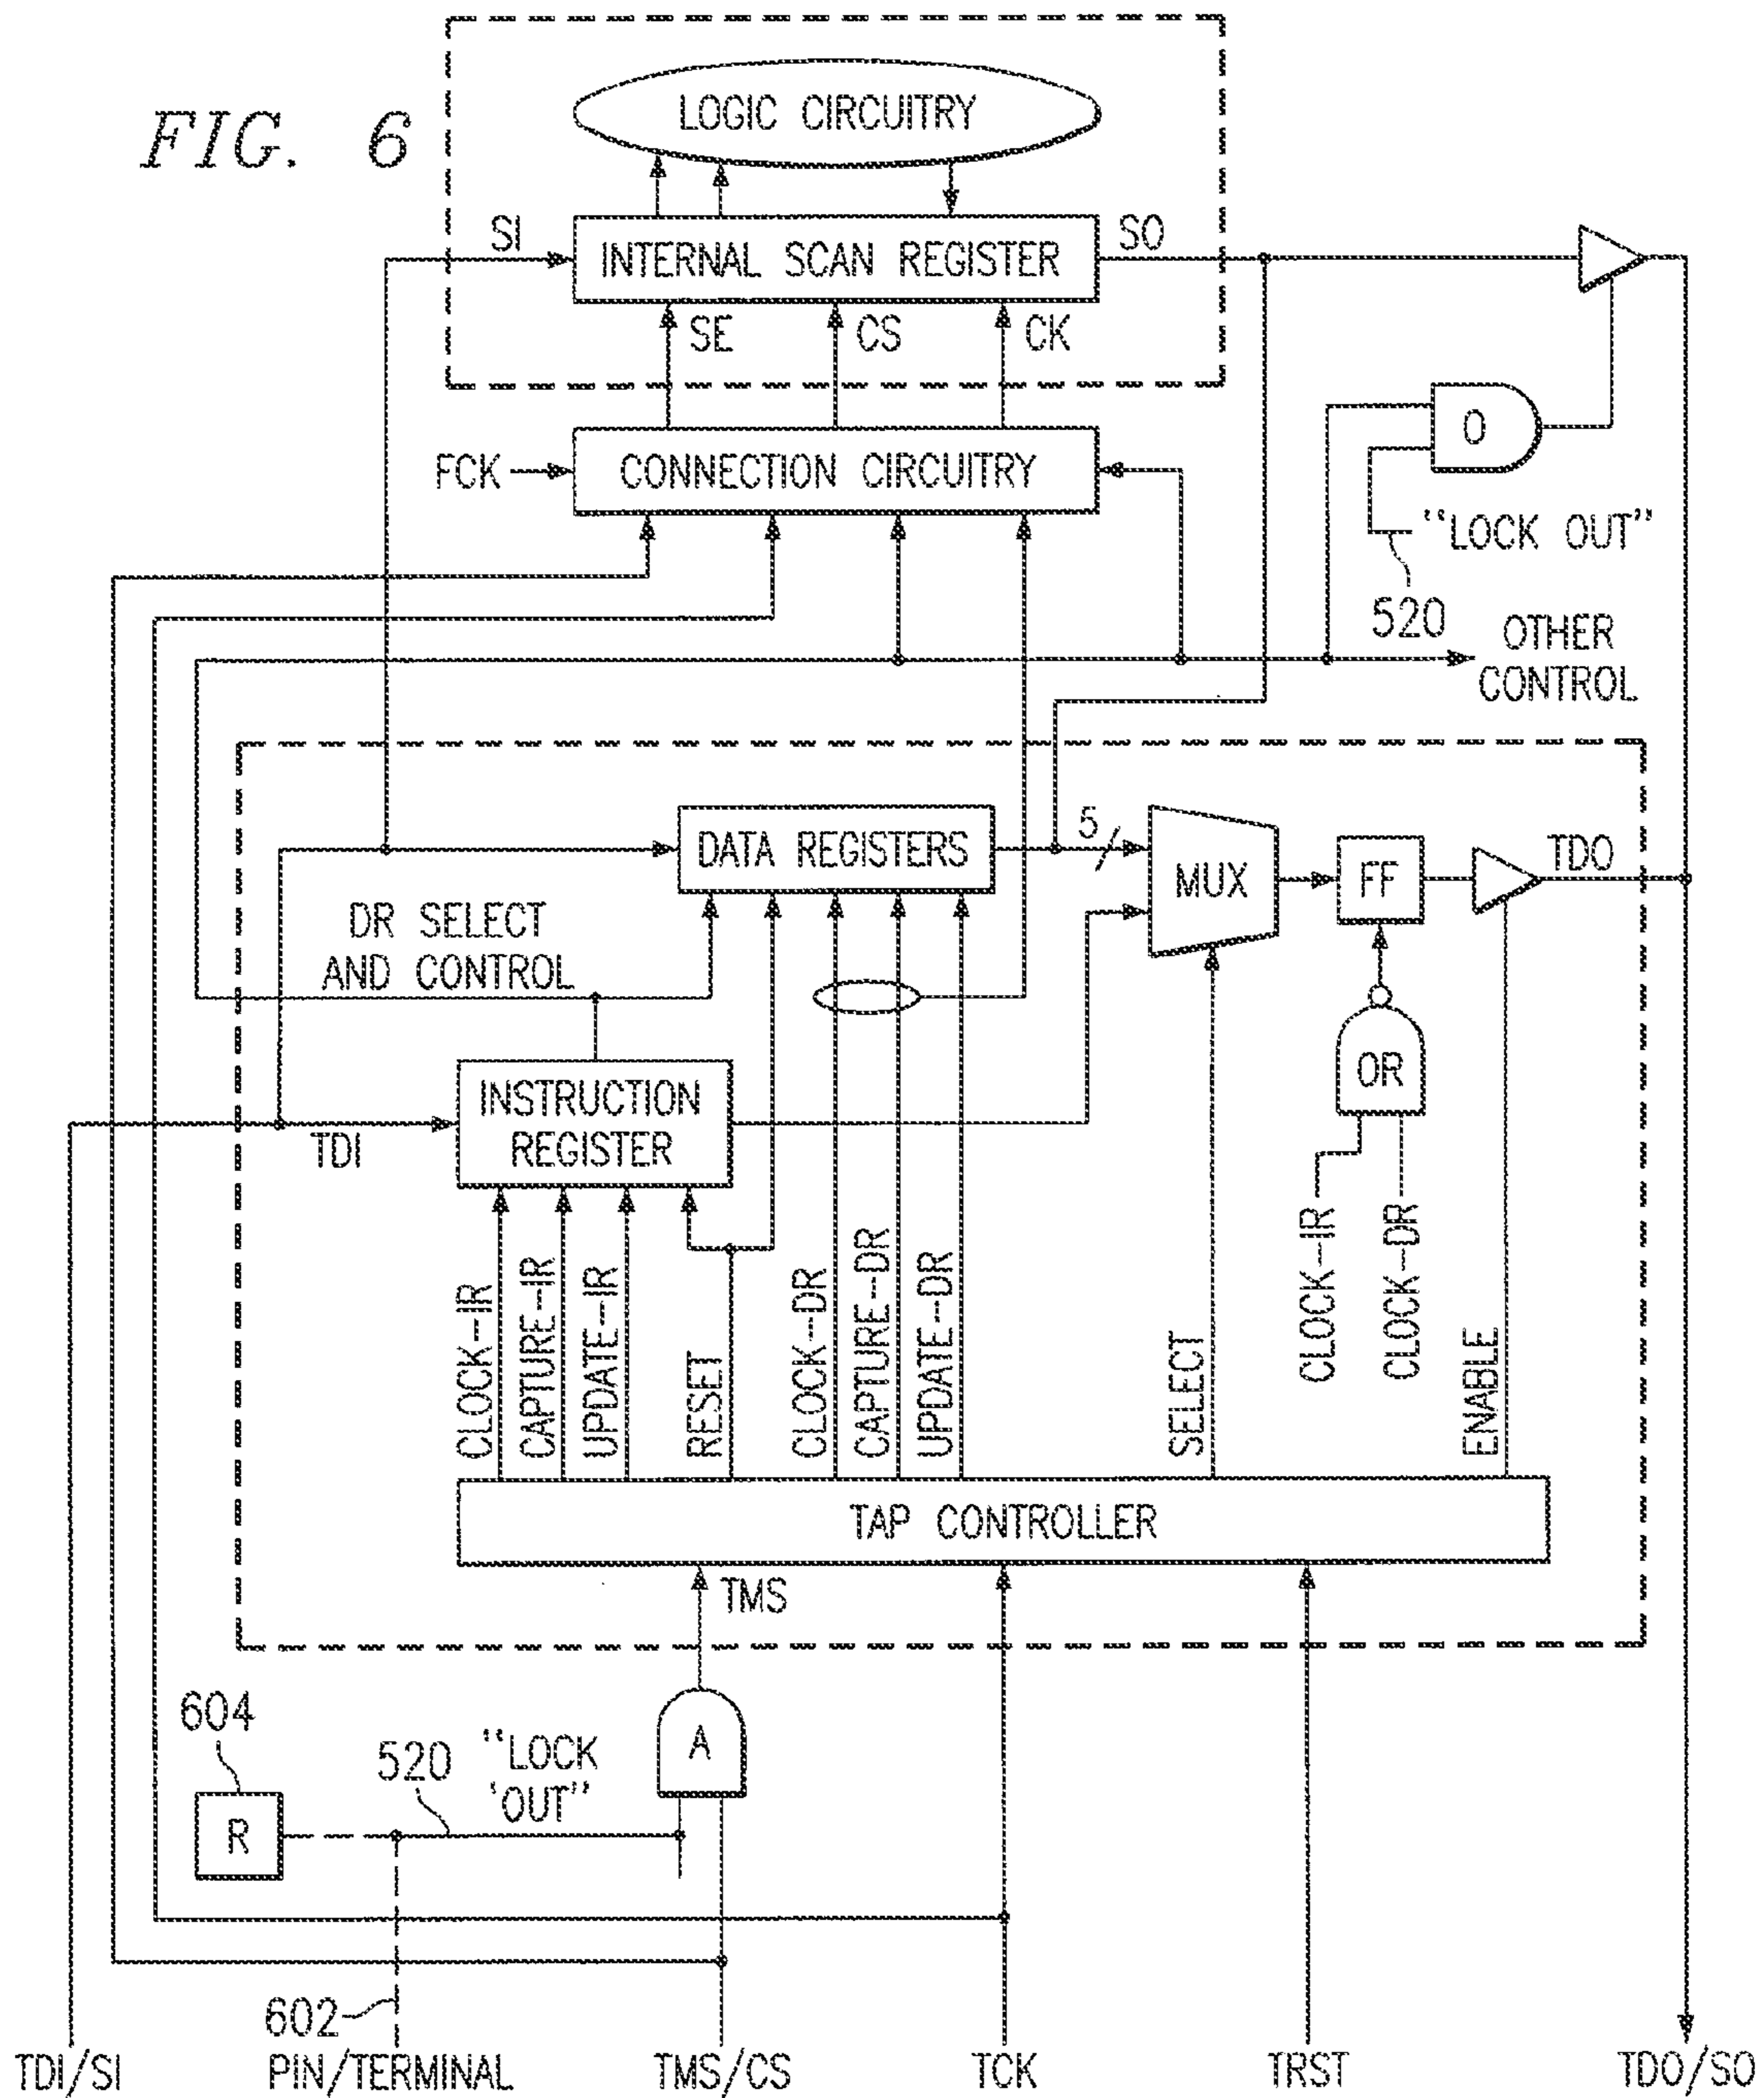 FIG. 6
LOGIC CIRCUITRY
SI
INTERNAL SCAN REGISTER
SO
SE
CS
CK
O
FCK
CONNECTION CIRCUITRY
"LOCK OUT"
520
OTHER
CONTROL
DATA REGISTERS
5
MUX
FF
TDO
DR SELECT
AND CONTROL
OR
INSTRUCTION
REGISTER
TDI
CLOCK-IR
CAPTURE-IR
UPDATE-IR
RESET
CLOCK-DR
CAPTURE-DR
UPDATE-DR
SELECT
CLOCK-IR
CLOCK-DR
ENABLE
TAP CONTROLLER
TMS
604
520
"LOCK
'OUT"
A
R
602
TDI/SI
PIN/TERMINAL
TMS/CS
TCK
TRST
TDO/SO